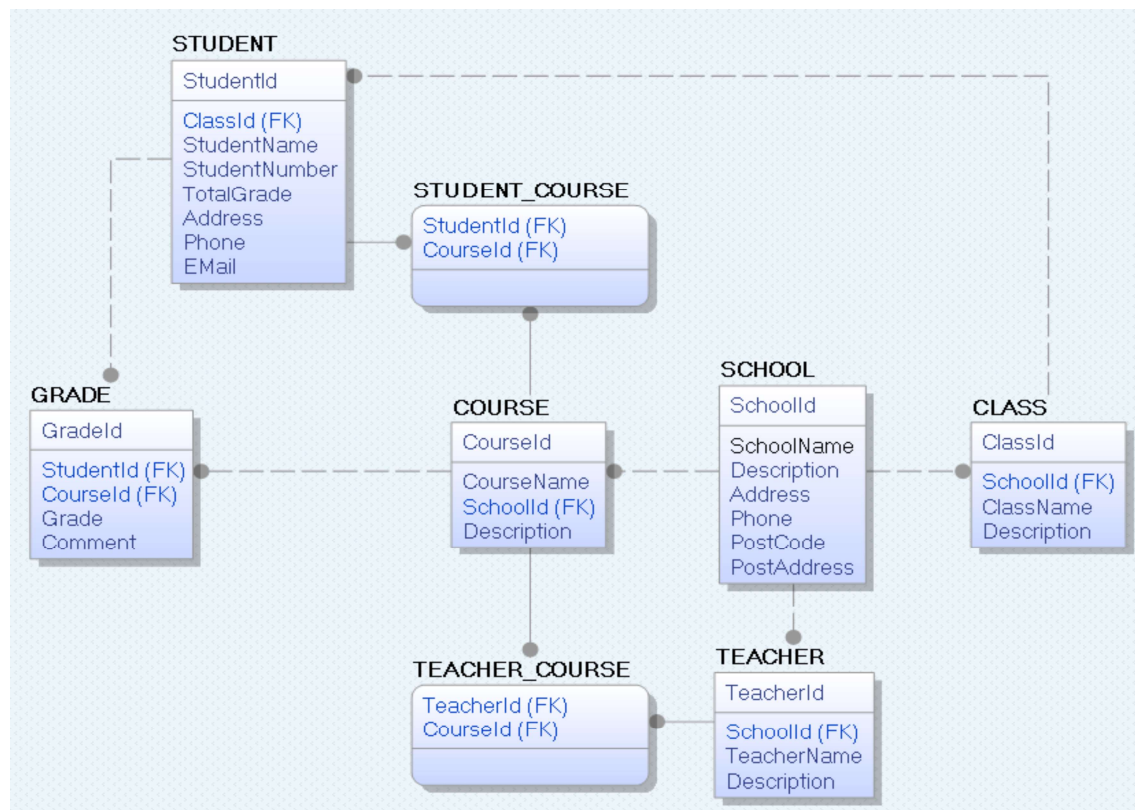 STUDENT
StudentId
ClassId (FK)
StudentName
StudentNumber
TotalGrade
Address
Phone
EMail
STUDENT_COURSE
StudentId (FK)
CourseId (FK)
GRADE
GradeId
StudentId (FK)
CourseId (FK)
Grade
Comment
COURSE
CourseId
CourseName
SchoolId (FK)
Description
SCHOOL
SchoolId
SchoolName
Description
Address
Phone
PostCode
PostAddress
CLASS
ClassId
SchoolId (FK)
ClassName
Description
TEACHER_COURSE
TeacherId (FK)
CourseId (FK)
TEACHER
TeacherId
SchoolId (FK)
TeacherName
Description